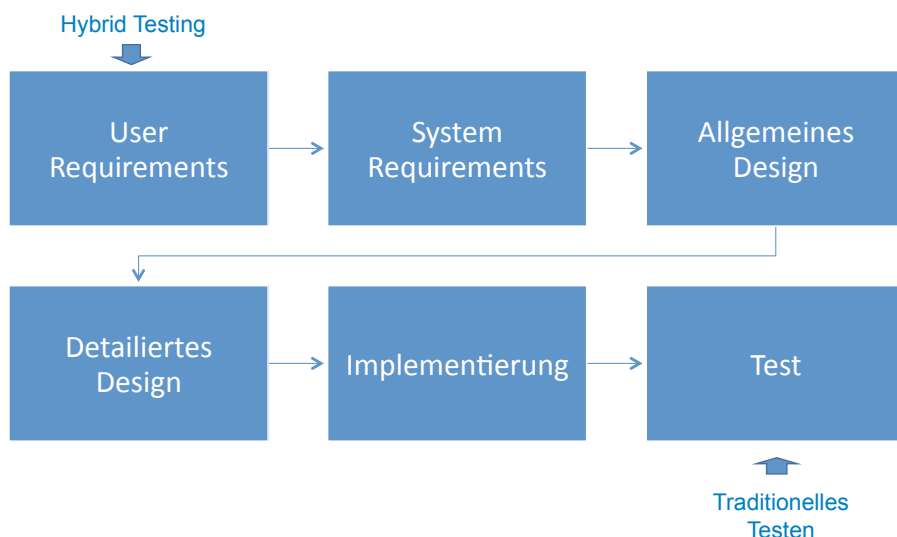 Hybrid Testing
User
Requirements
System
Requirements
Allgemeines
Design
Detailiertes
Design
Implementierung
Test
Traditionelles
Testen